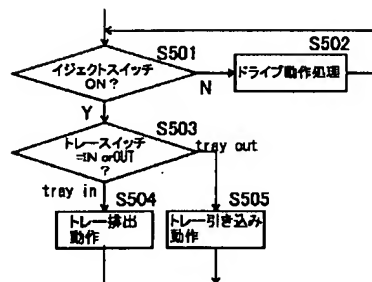 S501
イジェクトスイッチ
ON?
Y
N
S502
ドライブ動作処理
S503
トレースイッチ
=IN orOUT
?
tray in
tray out
S504
トレー排出
動作
S505
トレー引き込み
動作